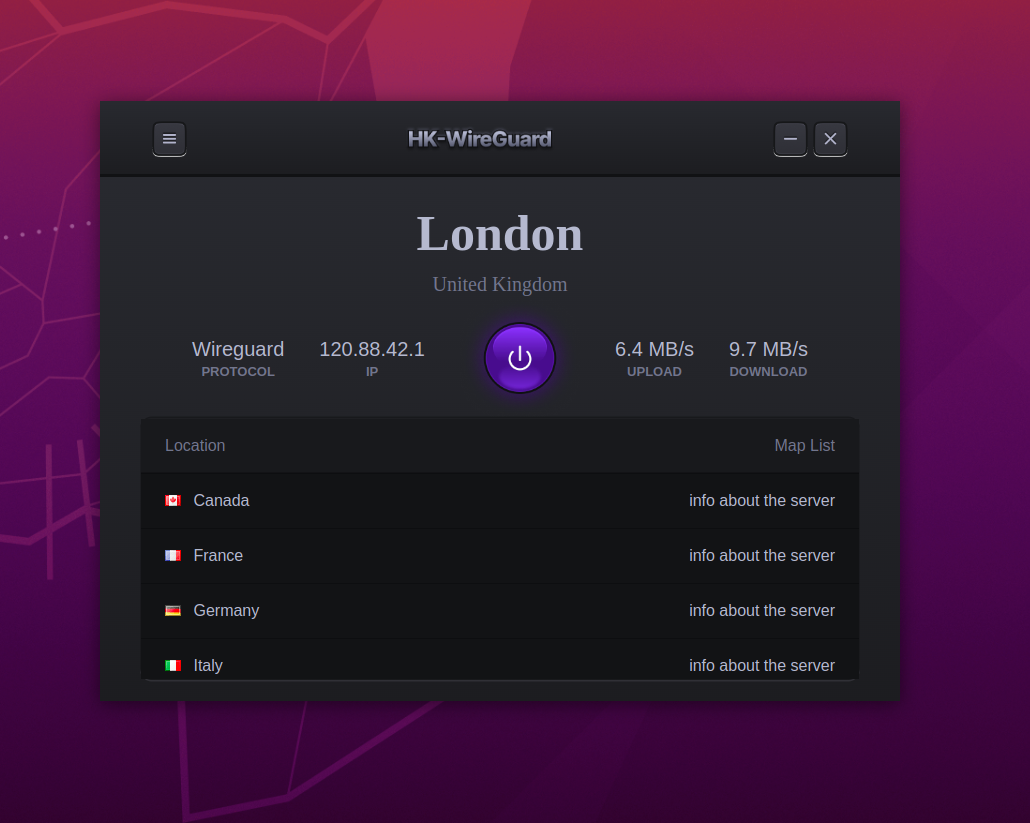 HK-WireGuard
London
United Kingdom
Wireguard 120.88.42.1 6.4 MB/s 9.7 MB/s
PROTOCOL IP UPLOAD DOWNLOAD
Location Map List
Canada info about the server
France info about the server
Germany info about the server
Italy info about the server